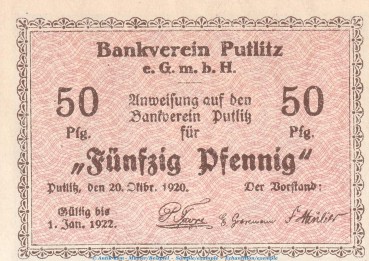 Bankverein Putlitz
e. G. m. b. H.
50 Pfg.
Anweisung auf den
Bankverein Putlitz
für
50 Pfg.
„Fünfzig Pfennig“
Putlitz, den 20. Oktbr. 1920.
Der Vorstand:
Gültig bis
1. Jan. 1922.